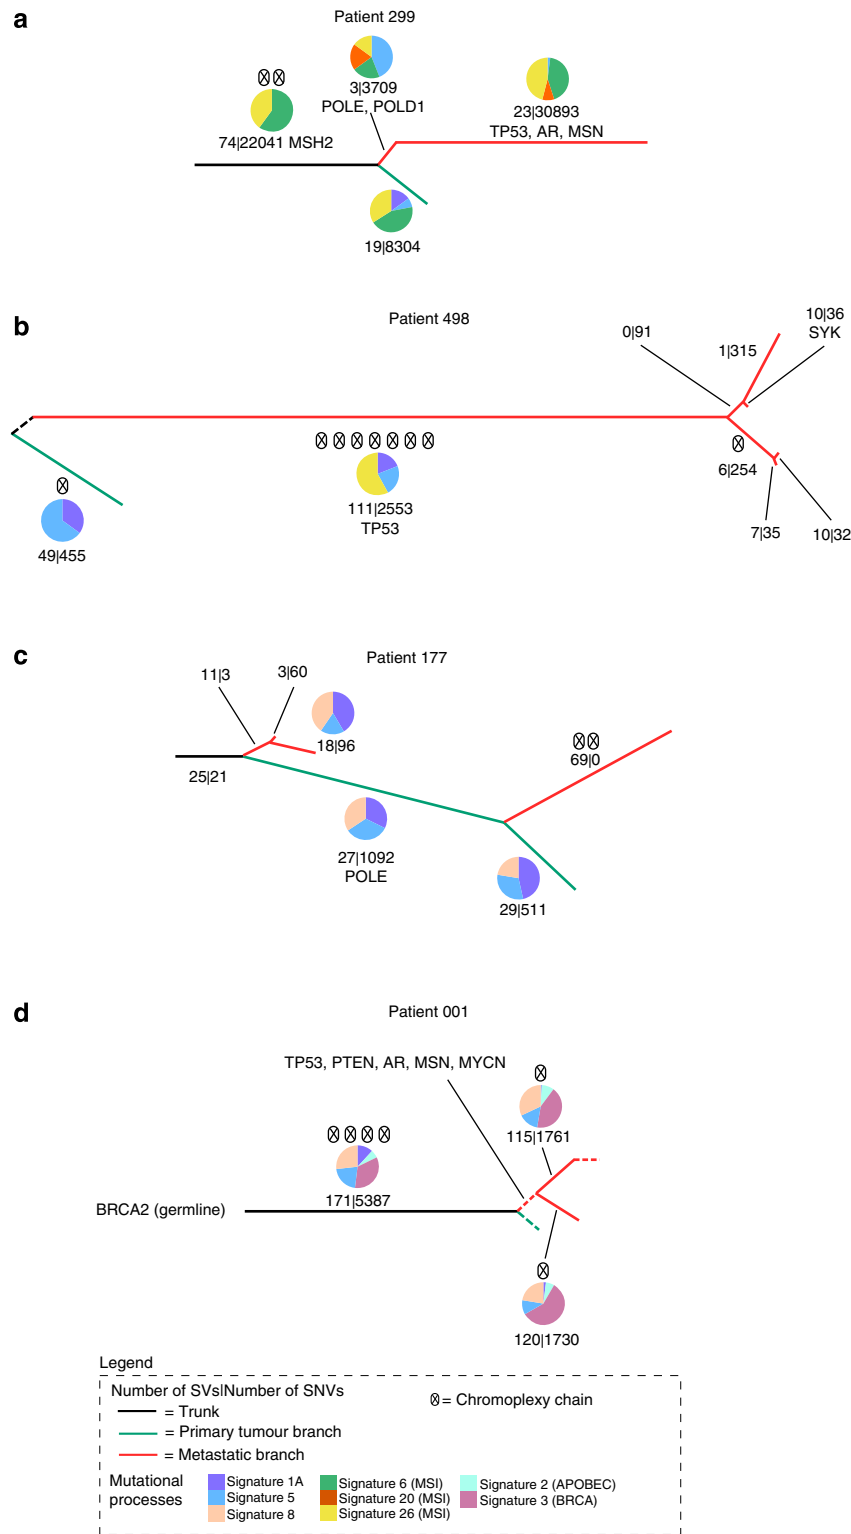 a
Patient 299
3|3709
POLE, POLD1
74|22041 MSH2
23|30893
TP53, AR, MSN
19|8304
b
Patient 498
0|91
10|36
SYK
1|315
111|2553
TP53
6|254
49|455
7|35
10|32
c
Patient 177
11|3
3|60
18|96
69|0
25|21
27|1092
POLE
29|511
d
Patient 001
TP53, PTEN, AR, MSN, MYCN
115|1761
171|5387
BRCA2 (germline)
120|1730
Legend
Number of SVs|Number of SNVs
= Chromoplexy chain
= Trunk
= Primary tumour branch
= Metastatic branch
Mutational
processes
Signature 1A
Signature 5
Signature 8
Signature 6 (MSI)
Signature 20 (MSI)
Signature 26 (MSI)
Signature 2 (APOBEC)
Signature 3 (BRCA)